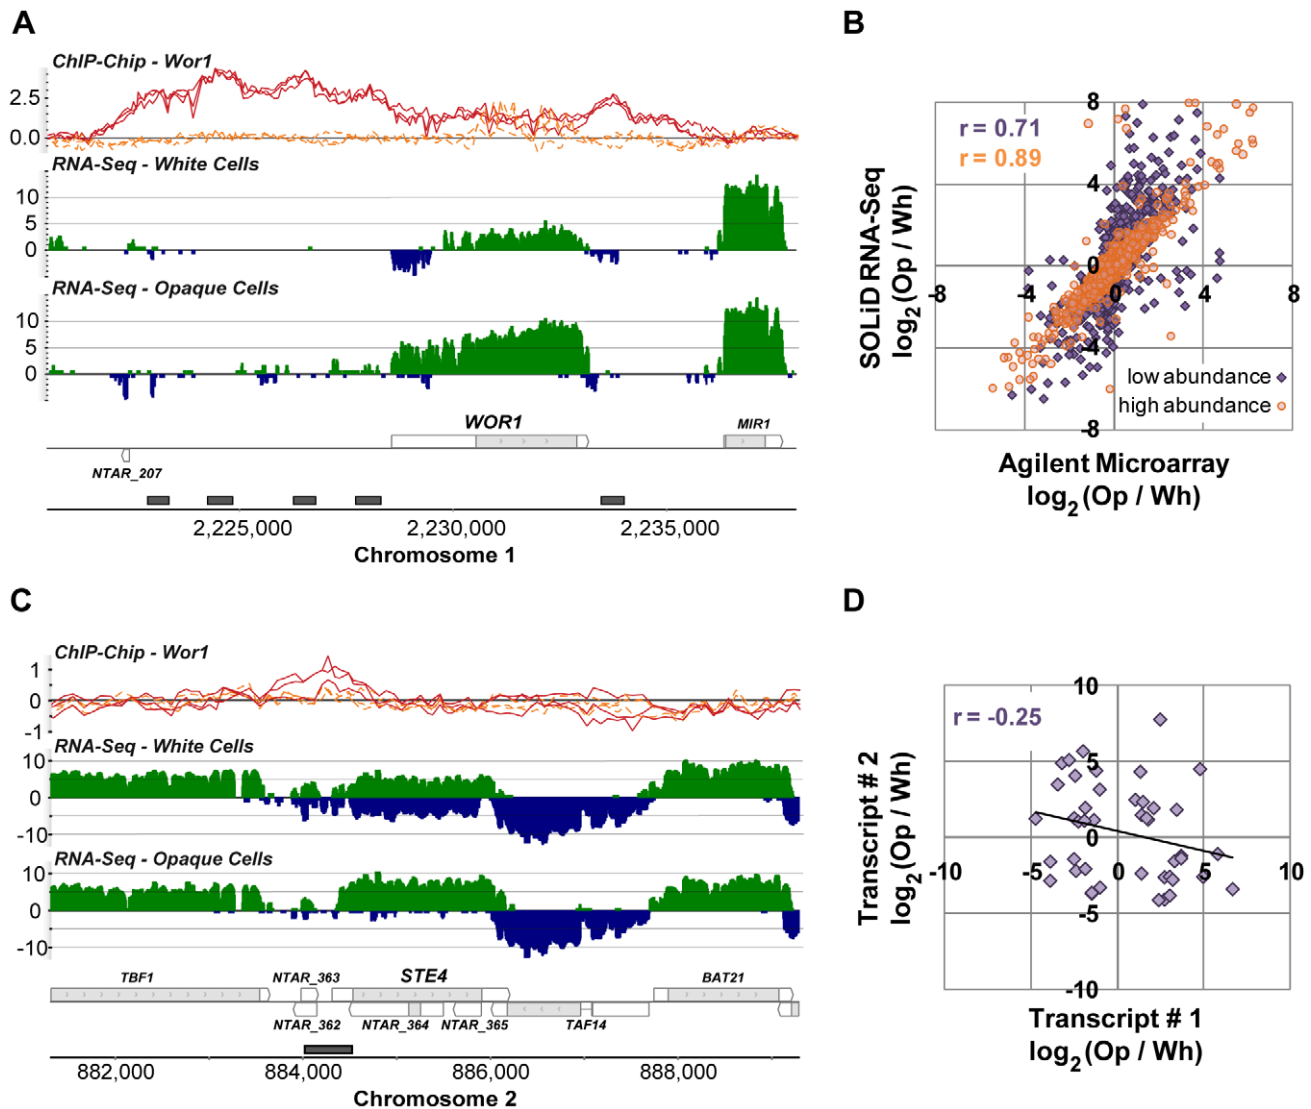 A
ChIP-Chip - Wor1
2.5
0.0
RNA-Seq - White Cells
10
5
0
RNA-Seq - Opaque Cells
10
5
0
WOR1
MIR1
NTAR_207
2,225,000 2,230,000 2,235,000
Chromosome 1
B
8
r = 0.71
r = 0.89
4
0
-8 -4 0 4 8
-4
low abundance
high abundance
-8
SOLiD RNA-Seq
log2 (Op / Wh)
Agilent Microarray
log2 (Op / Wh)
C
ChIP-Chip - Wor1
1
0
-1
RNA-Seq - White Cells
10
0
-10
RNA-Seq - Opaque Cells
10
0
-10
TBF1 NTAR_363 STE4 BAT21
NTAR_362 NTAR_364 NTAR_365 TAF14
882,000 884,000 886,000 888,000
Chromosome 2
D
10
r = -0.25
5
0
-10 -5 0 5 10
-5
-10
Transcript # 2
log2 (Op / Wh)
Transcript # 1
log2 (Op / Wh)